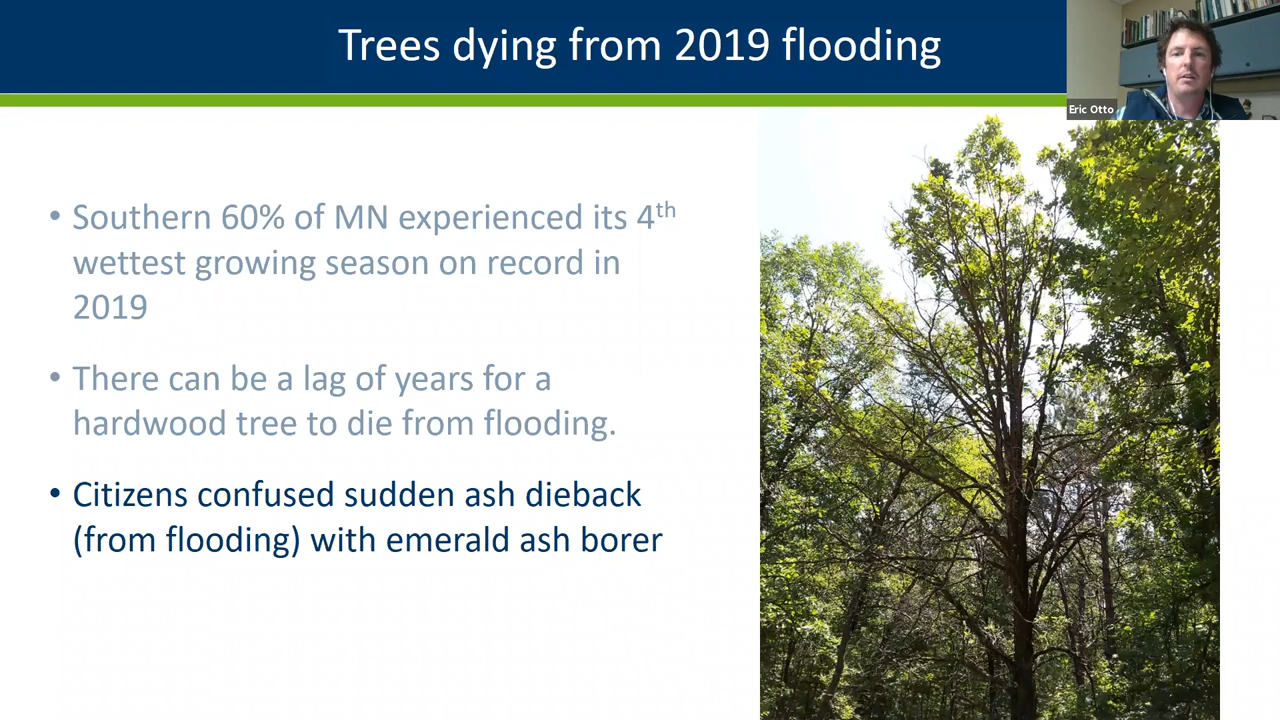 Trees dying from 2019 flooding
Eric Otto
• Southern 60% of MN experienced its 4th
wettest growing season on record in
2019
• There can be a lag of years for a
hardwood tree to die from flooding.
• Citizens confused sudden ash dieback
(from flooding) with emerald ash borer